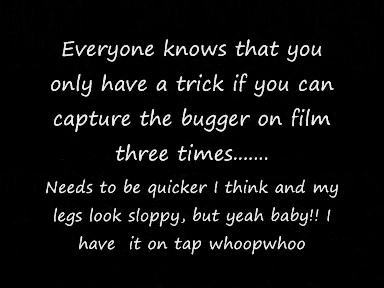 Everyone knows that you
only have a trick if you can
capture the bugger on film
three times.......
Needs to be quicker I think and my
legs look sloppy, but yeah baby!! I
have  it on tap whoopwhoo